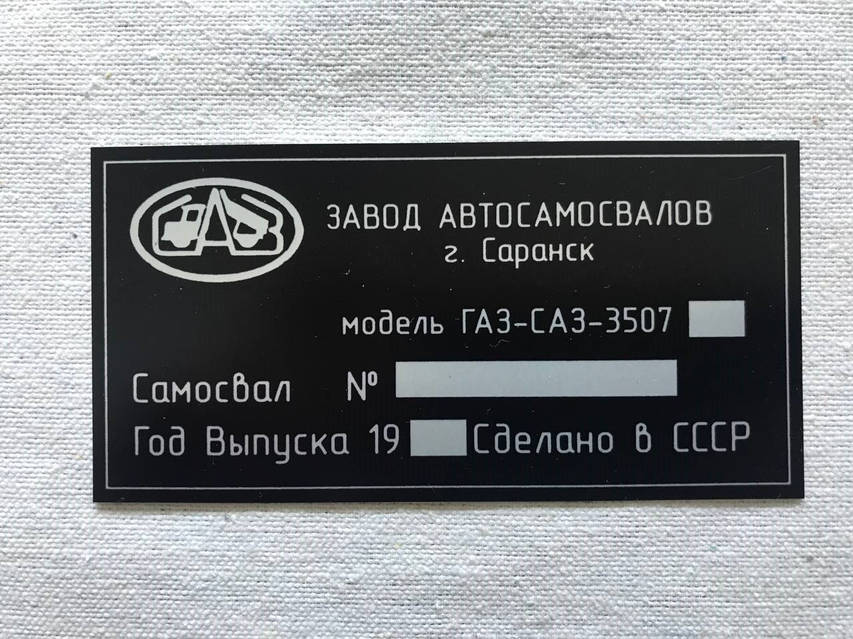 САЗ
ЗАВОД АВТОСАМОСВАЛОВ
г. Саранск
модель ГАЗ-САЗ-3507
Самосвал №
Год Выпуска 19 Сделано в СССР